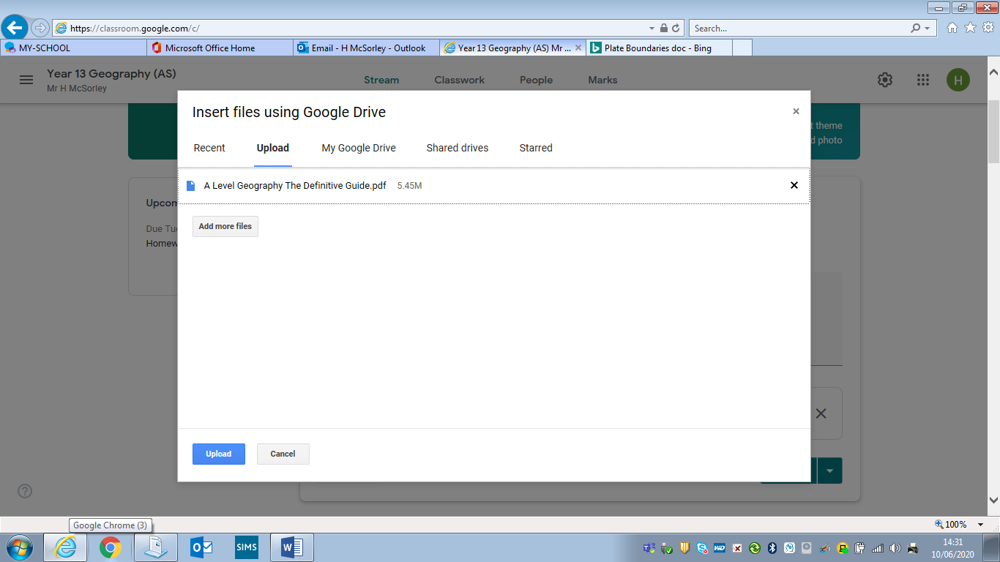 https://classroom.google.com/c/
Search...
MY-SCHOOL
Microsoft Office Home
Email - H McSorley - Outlook
Year 13 Geography (AS) Mr ...
Plate Boundaries doc - Bing
Year 13 Geography (AS)
Mr H McSorley
Stream
Classwork
People
Marks
H
Insert files using Google Drive
t theme
d photo
Recent
Upload
My Google Drive
Shared drives
Starred
A Level Geography The Definitive Guide.pdf 5.45M
Upcom
Add more files
Due Tue
Homew
Upload
Cancel
Google Chrome (3)
100%
SIMS
WD
14:31
10/06/2020